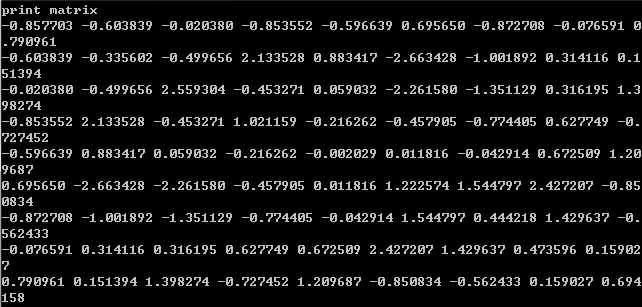 print matrix
-0.857703 -0.603839 -0.020380 -0.853552 -0.596639 0.695650 -0.872708 -0.076591 0
.790961
-0.603839 -0.335602 -0.499656 2.133528 0.883417 -2.663428 -1.001892 0.314116 0.1
51394
-0.020380 -0.499656 2.559304 -0.453271 0.059032 -2.261580 -1.351129 0.316195 1.3
98274
-0.853552 2.133528 -0.453271 1.021159 -0.216262 -0.457905 -0.774405 0.627749 -0.
727452
-0.596639 0.883417 0.059032 -0.216262 -0.002029 0.011816 -0.042914 0.672509 1.20
9687
0.695650 -2.663428 -2.261580 -0.457905 0.011816 1.222574 1.544797 2.427207 -0.85
0834
-0.872708 -1.001892 -1.351129 -0.774405 -0.042914 1.544797 0.444218 1.429637 -0.
562433
-0.076591 0.314116 0.316195 0.627749 0.672509 2.427207 1.429637 0.473596 0.15902
7
0.790961 0.151394 1.398274 -0.727452 1.209687 -0.850834 -0.562433 0.159027 0.694
158